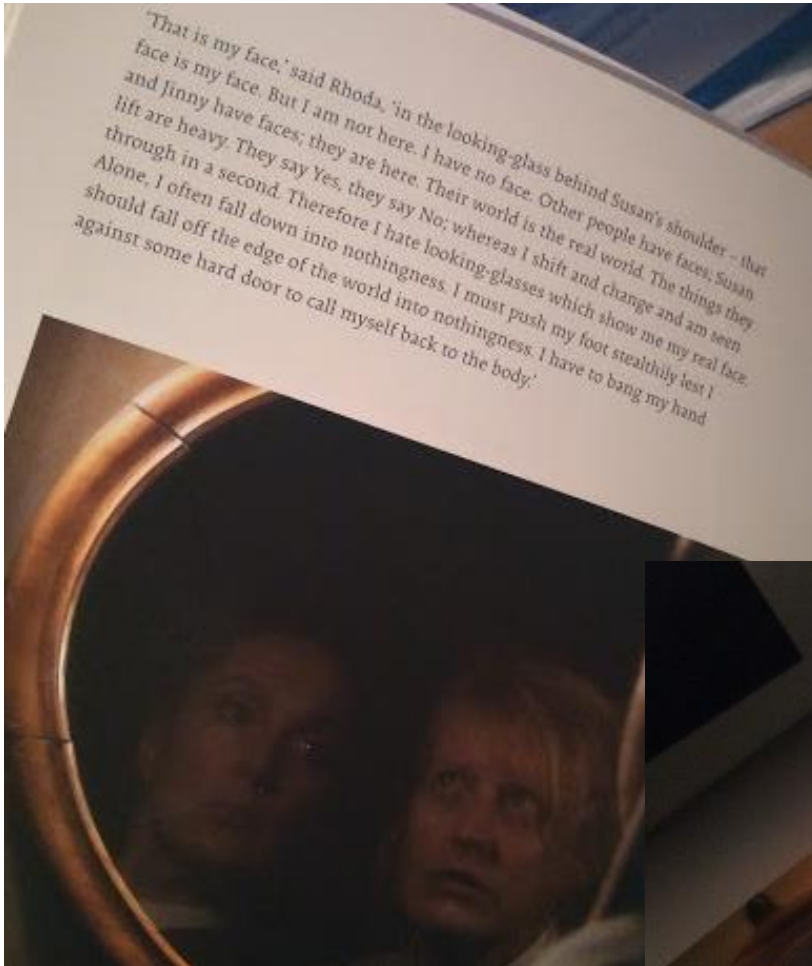 'That is my face,' said Rhoda, 'in the looking-glass behind Susan's shoulder – that
face is my face. But I am not here. I have no face. Other people have faces; Susan
and Jinny have faces; they are here. Their world is the real world. The things they
lift are heavy. They say Yes, they say No; whereas I shift and change and am seen
through in a second. Therefore I hate looking-glasses which show me my real face.
Alone, I often fall down into nothingness. I must push my foot stealthily lest I
should fall off the edge of the world into nothingness. I have to bang my hand
against some hard door to call myself back to the body.'